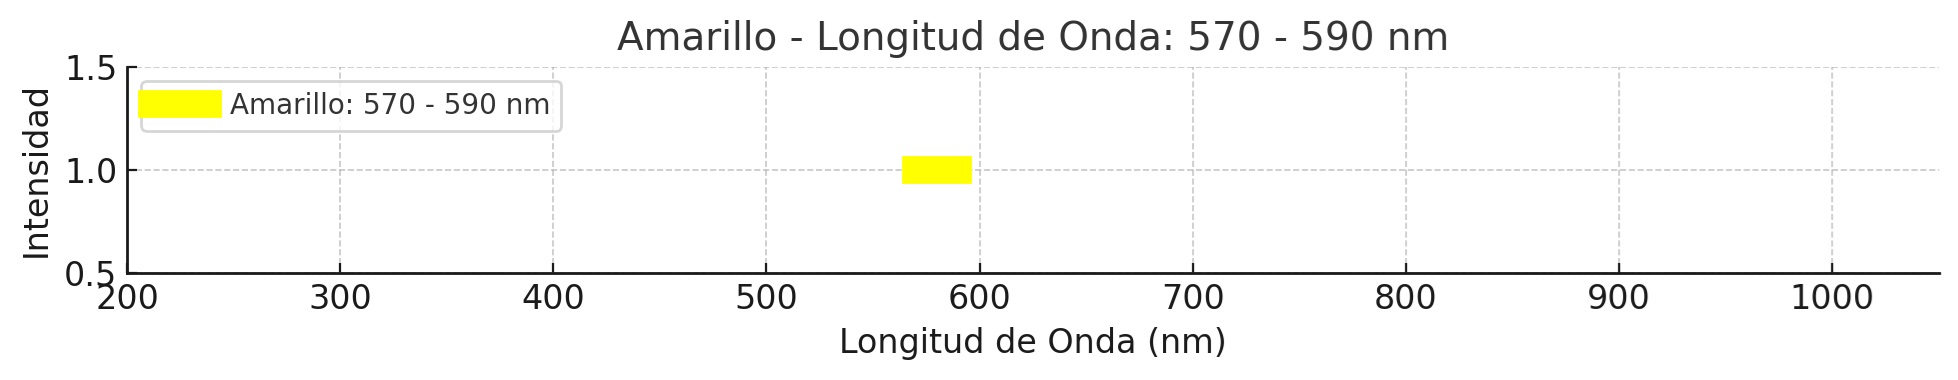 Amarillo - Longitud de Onda: 570 - 590 nm
Amarillo: 570 - 590 nm
Intensidad
1.5
1.0
0.5
200 300 400 500 600 700 800 900 1000
Longitud de Onda (nm)